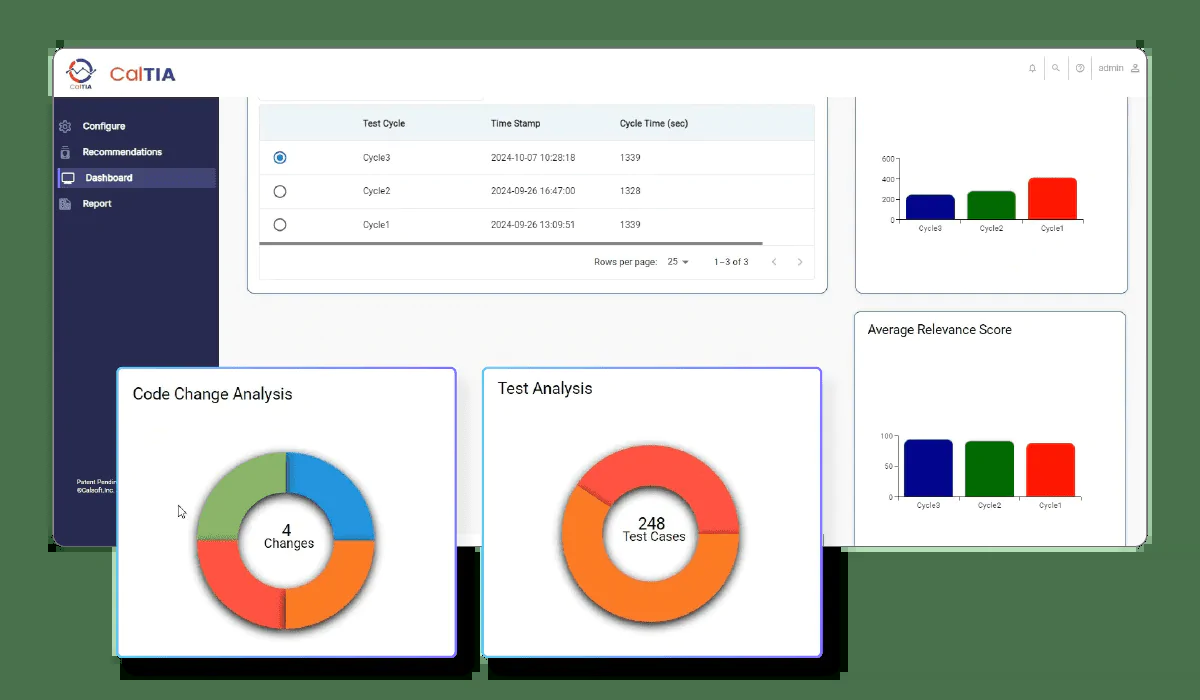 CalTIA
CalTIA
admin
Configure
Recommendations
Dashboard
Report
Test Cycle Time Stamp Cycle Time (sec)
Cycle3 2024-10-07 10:28:18 1339
Cycle2 2024-09-26 16:47:00 1328
Cycle1 2024-09-26 13:09:51 1339
Rows per page: 25 1–3 of 3
600
400
200
0
Cycle3 Cycle2 Cycle1
Average Relevance Score
100
50
0
Cycle3 Cycle2 Cycle1
Code Change Analysis
4
Changes
Test Analysis
248
Test Cases
Patent Pendin
©Calsoft.Inc.